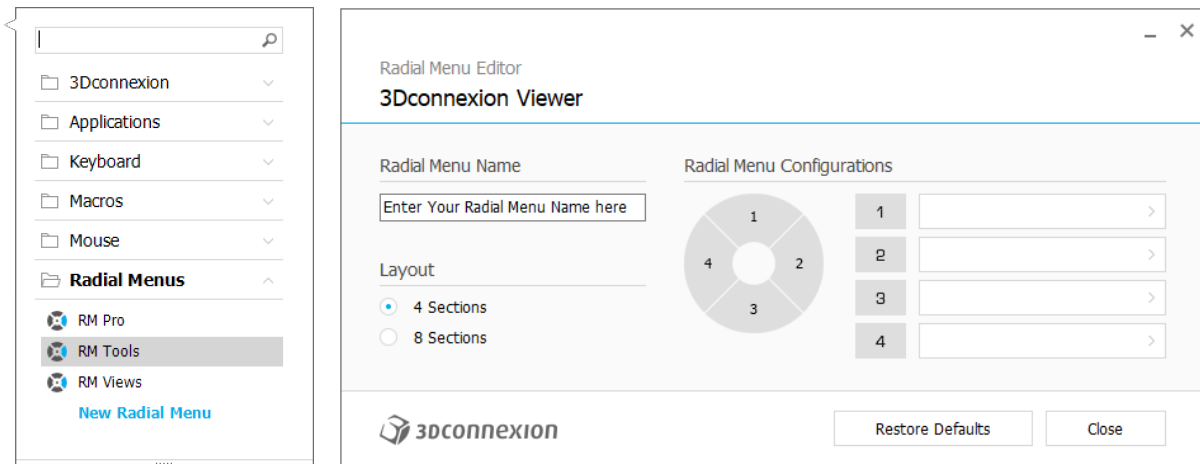 3Dconnexion
Applications
Keyboard
Macros
Mouse
Radial Menus
RM Pro
RM Tools
RM Views
New Radial Menu
Radial Menu Editor
3Dconnexion Viewer
Radial Menu Name
Enter Your Radial Menu Name here
Layout
4 Sections
8 Sections
Radial Menu Configurations
1
2
3
4
1
2
3
4
3Dconnexion
Restore Defaults
Close